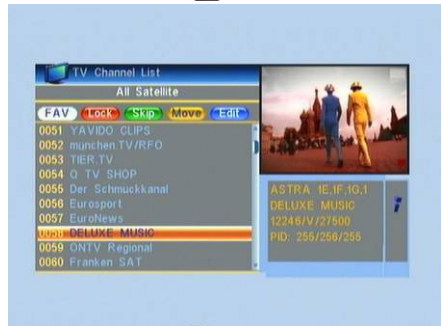 TV Channel List
All Satellite
FAV Lock Skip Move Edit
0051 YAVIDO CLIPS
0052 munchen.TV/RFO
0053 TIER.TV
0054 Q TV SHOP
0055 Der Schmuckkanal
0056 Eurosport
0057 EuroNews
0058 DELUXE MUSIC
0059 ONTV Regional
0060 Franken SAT
ASTRA 1E,1F,1G,1
DELUXE MUSIC
12246/V/27500
PID: 255/256/255
i